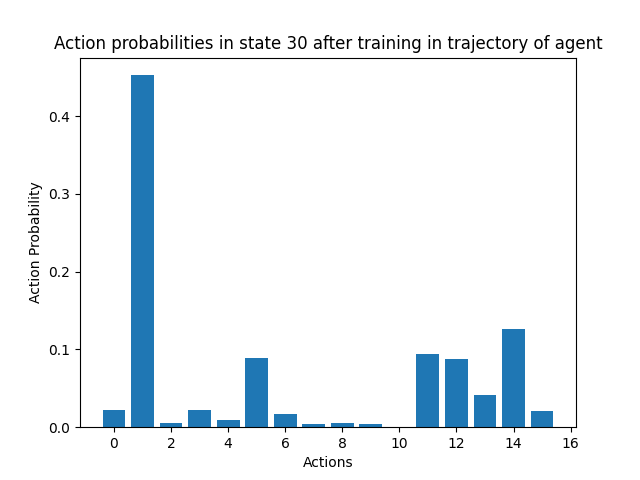 Action probabilities in state 30 after training in trajectory of agent
0.4
0.3
0.2
0.1
0.0
Action Probability
0 2 4 6 8 10 12 14 16
Actions